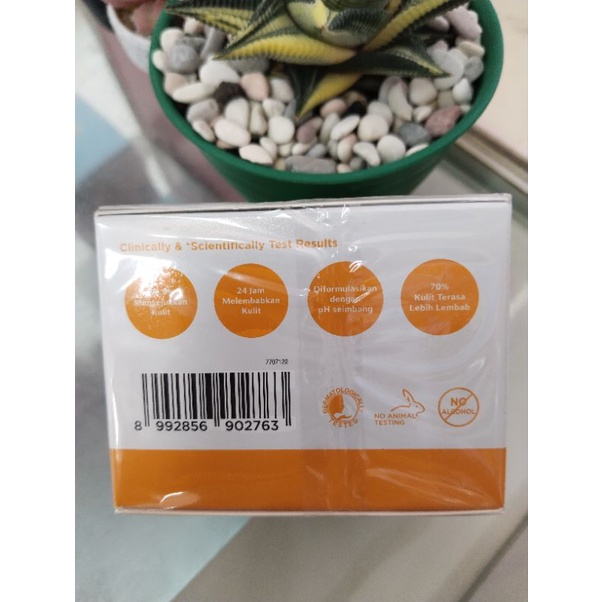 Clinically & *Scientifically Test Results
Kulit
24 Jam
Melembabkan
Kulit
Diformulasikan
dengan
pH seimbang
70%
Kulit Terasa
Lebih Lembab
7707120
8 992856 902763
DERMATOLOGICALLY
TESTED
NO ANIMAL
TESTING
NO
ALCOHOL